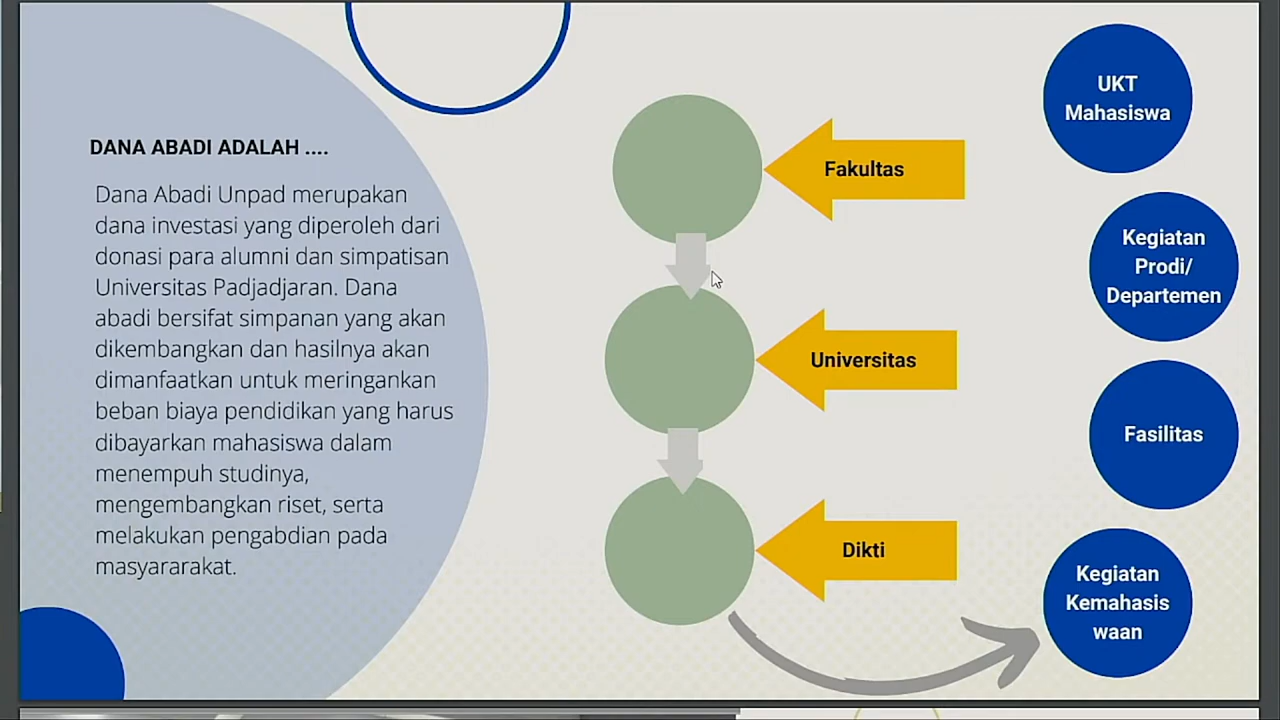 DANA ABADI ADALAH ....
Dana Abadi Unpad merupakan
dana investasi yang diperoleh dari
donasi para alumni dan simpatisan
Universitas Padjadjaran. Dana
abadi bersifat simpanan yang akan
dikembangkan dan hasilnya akan
dimanfaatkan untuk meringankan
beban biaya pendidikan yang harus
dibayarkan mahasiswa dalam
menempuh studinya,
mengembangkan riset, serta
melakukan pengabdian pada
masyararakat.
Fakultas
Universitas
Dikti
UKT
Mahasiswa
Kegiatan
Prodi/
Departemen
Fasilitas
Kegiatan
Kemahasis
waan